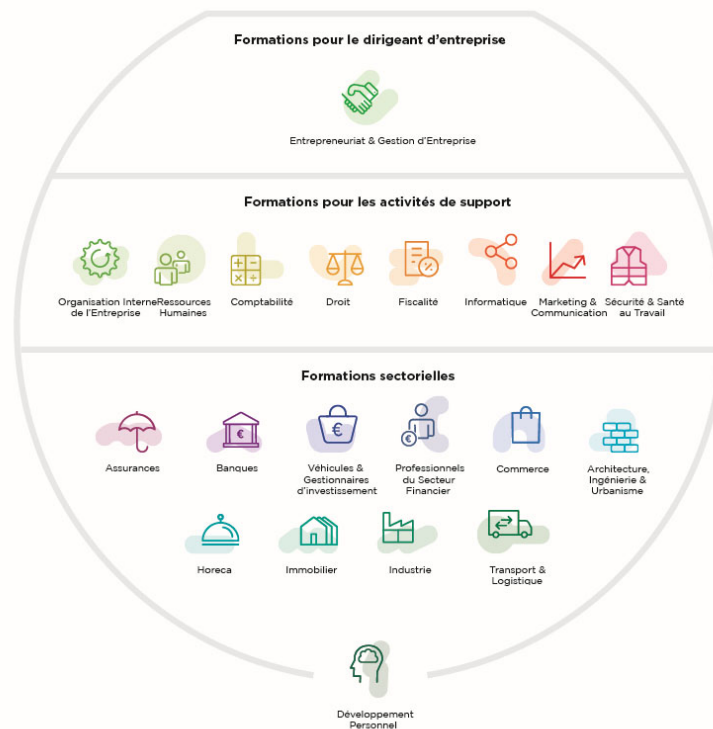 Formations pour le dirigeant d'entreprise
Entrepreneuriat & Gestion d'Entreprise
Formations pour les activités de support
Organisation Interne
de l'Entreprise
Ressources
Humaines
Comptabilité
Droit
Fiscalité
Informatique
Marketing &
Communication
Sécurité & Santé
au Travail
Formations sectorielles
Assurances
Banques
Véhicules &
Gestionnaires
d'investissement
Professionnels
du Secteur
Financier
Commerce
Architecture,
Ingénierie &
Urbanisme
Horeca
Immobilier
Industrie
Transport &
Logistique
Développement
Personnel